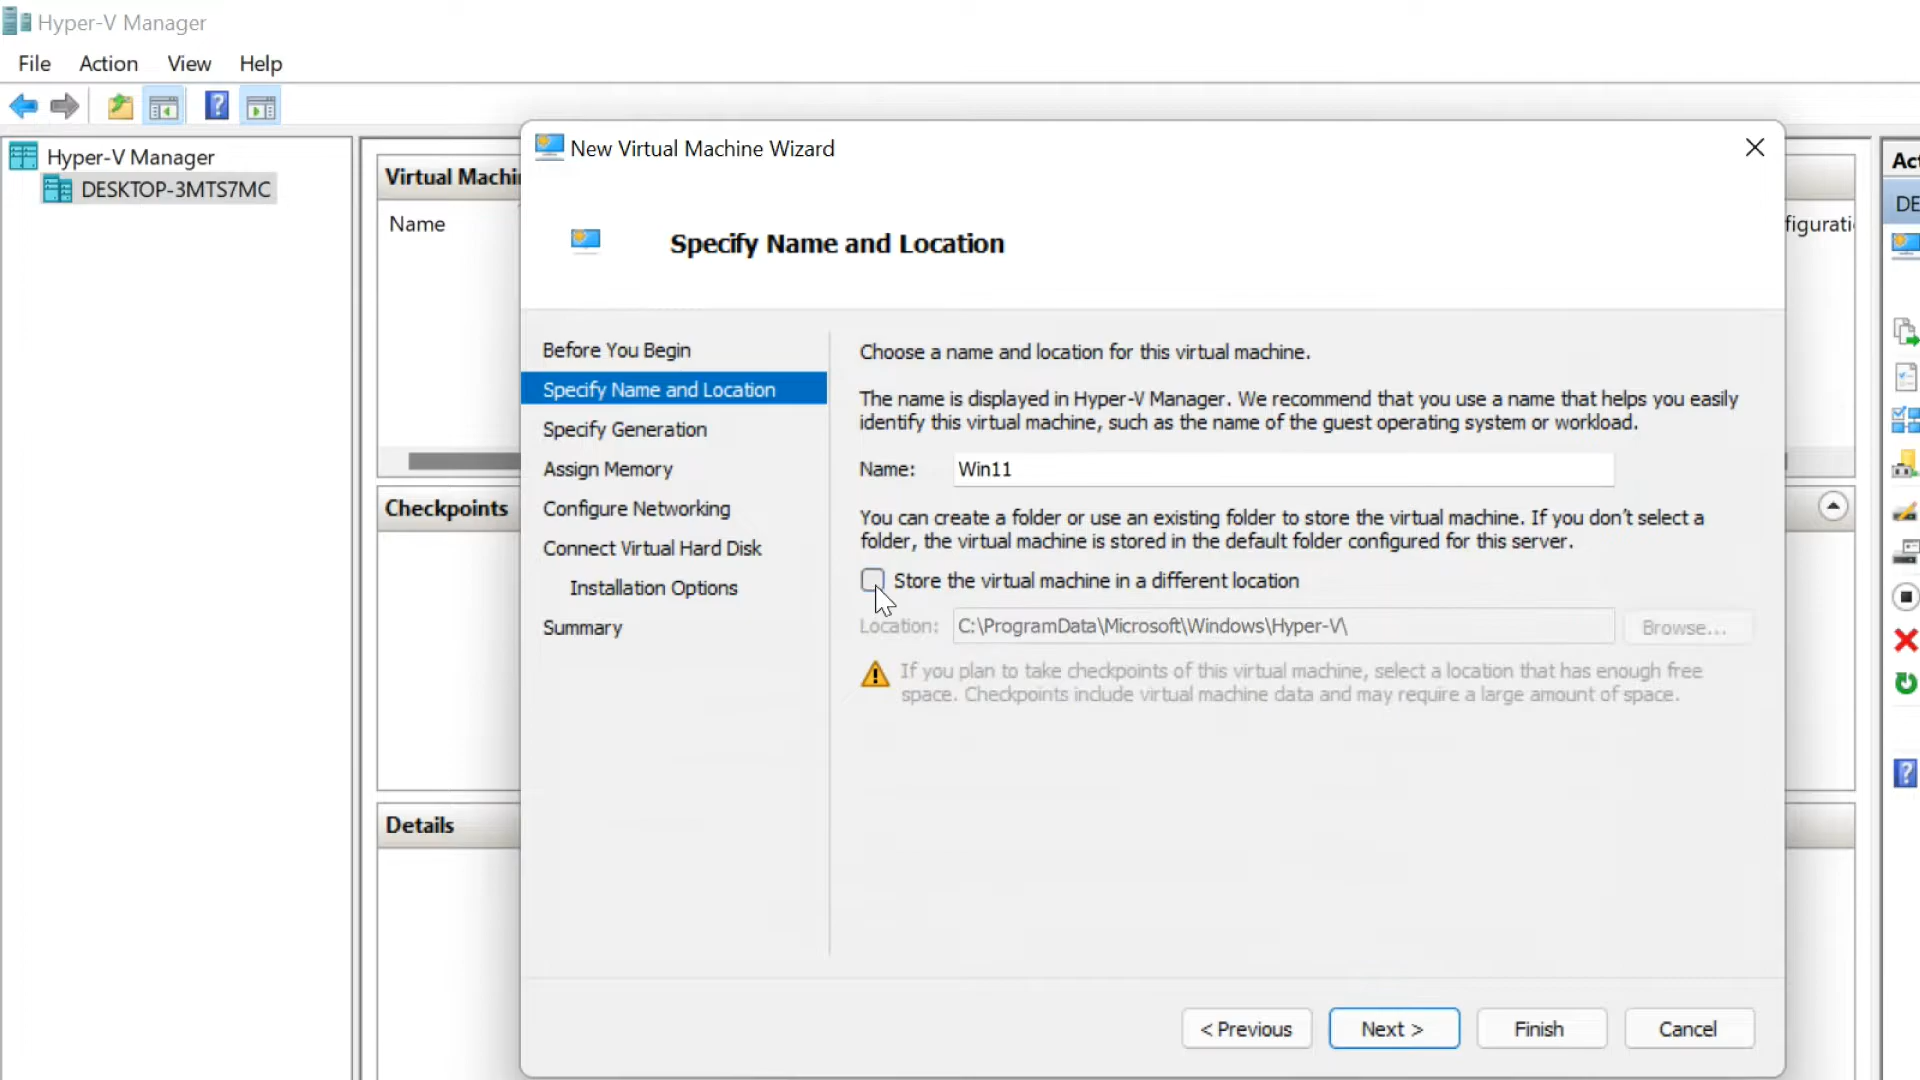 Hyper-V Manager
File Action View Help
Hyper-V Manager
DESKTOP-3MTS7MC
Virtual Machin
Name
Checkpoints
Details
New Virtual Machine Wizard
Specify Name and Location
Before You Begin
Specify Name and Location
Specify Generation
Assign Memory
Configure Networking
Connect Virtual Hard Disk
Installation Options
Summary
Choose a name and location for this virtual machine.
The name is displayed in Hyper-V Manager. We recommend that you use a name that helps you easily
identify this virtual machine, such as the name of the guest operating system or workload.
Name: Win11
You can create a folder or use an existing folder to store the virtual machine. If you don't select a
folder, the virtual machine is stored in the default folder configured for this server.
Store the virtual machine in a different location
Location: C:\ProgramData\Microsoft\Windows\Hyper-V\ Browse...
If you plan to take checkpoints of this virtual machine, select a location that has enough free
space. Checkpoints include virtual machine data and may require a large amount of space.
< Previous Next > Finish Cancel
figurati
Act
DE